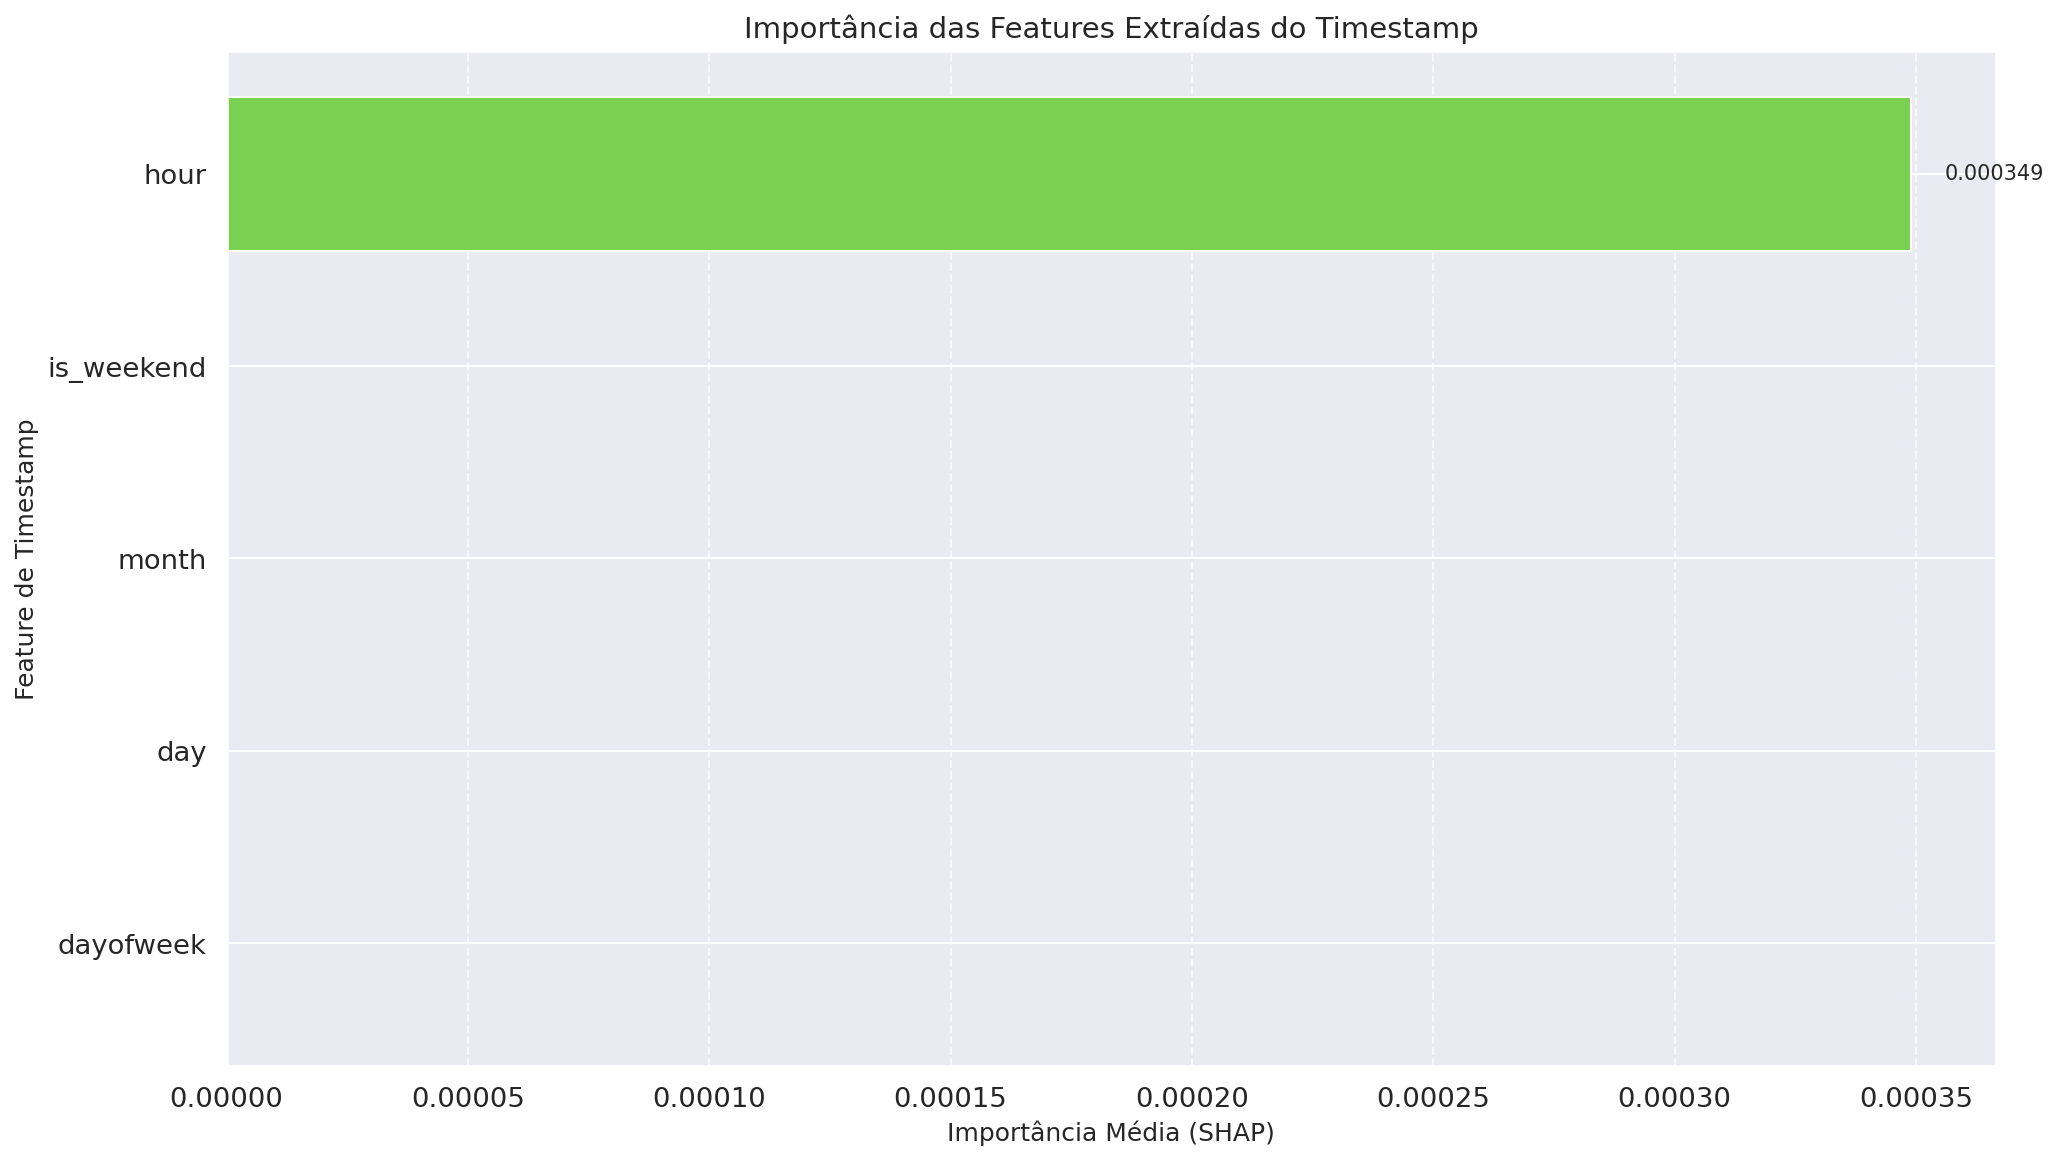 Importância das Features Extraídas do Timestamp
hour
0.000349
is_weekend
month
day
dayofweek
Feature de Timestamp
0.00000 0.00005 0.00010 0.00015 0.00020 0.00025 0.00030 0.00035
Importância Média (SHAP)